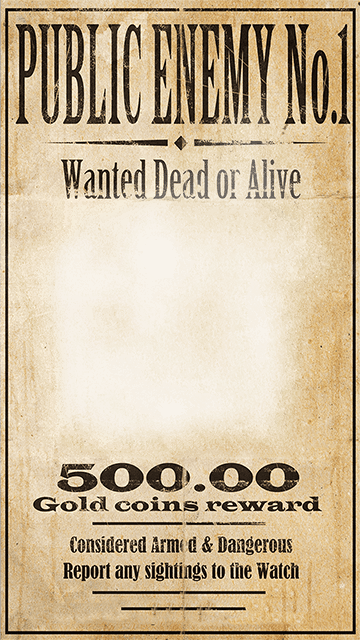 PUBLIC ENEMY No.1
Wanted Dead or Alive
500.00
Gold coins reward
Considered Armed & Dangerous
Report any sightings to the Watch